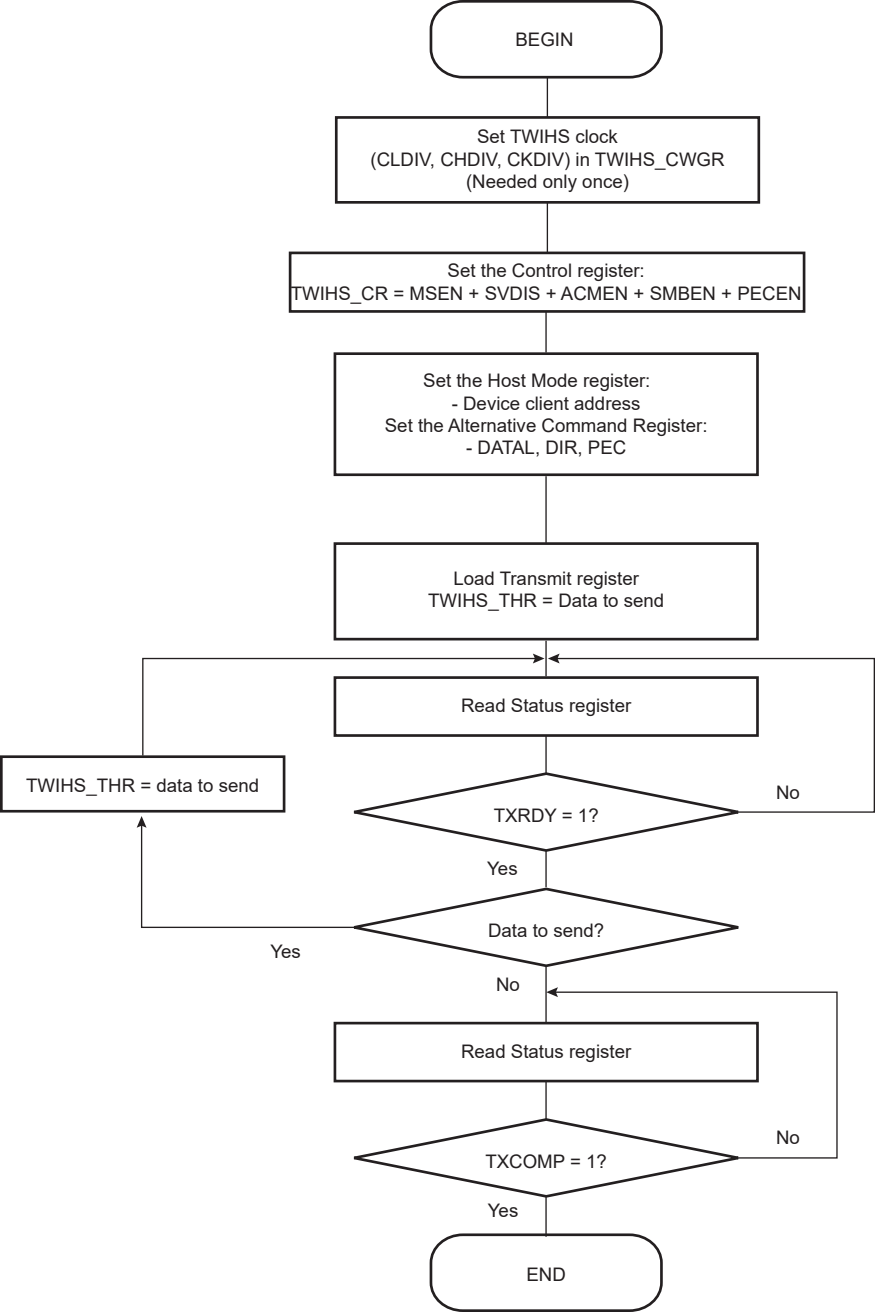 BEGIN
Set TWIHS clock
(CLDIV, CHDIV, CKDIV) in TWIHS_CWGR
(Needed only once)
Set the Control register:
TWIHS_CR = MSEN + SVDIS + ACMEN + SMBEN + PECEN
Set the Host Mode register:
- Device client address
Set the Alternative Command Register:
- DATAL, DIR, PEC
Load Transmit register
TWIHS_THR = Data to send
Read Status register
TWIHS_THR = data to send
TXRDY = 1?
No
Yes
Data to send?
Yes
No
Read Status register
TXCOMP = 1?
No
Yes
END